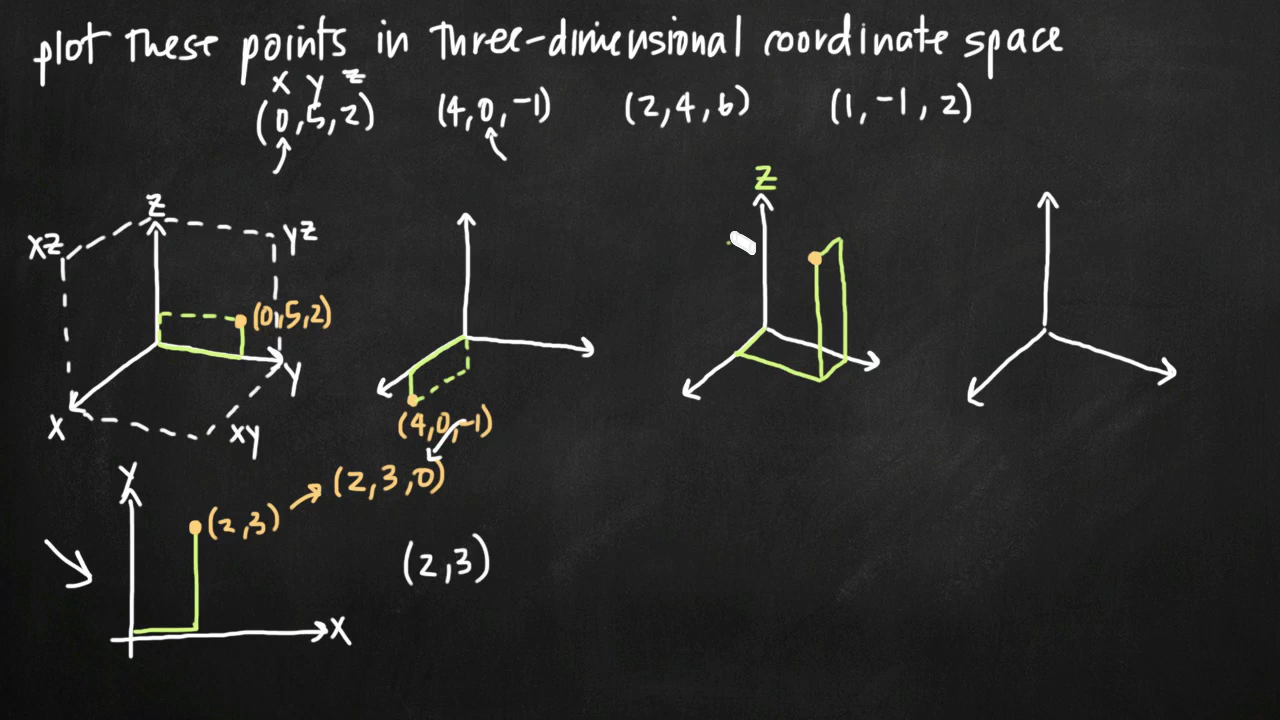 plot these points in three-dimensional coordinate space
x y z
(0,5,2) (4,0,-1) (2,4,6) (1,-1,2)
z
z
xz
yz
(0,5,2)
y
x
xy
(4,0,-1)
y
(2,3,0)
(2,3)
(2,3)
x